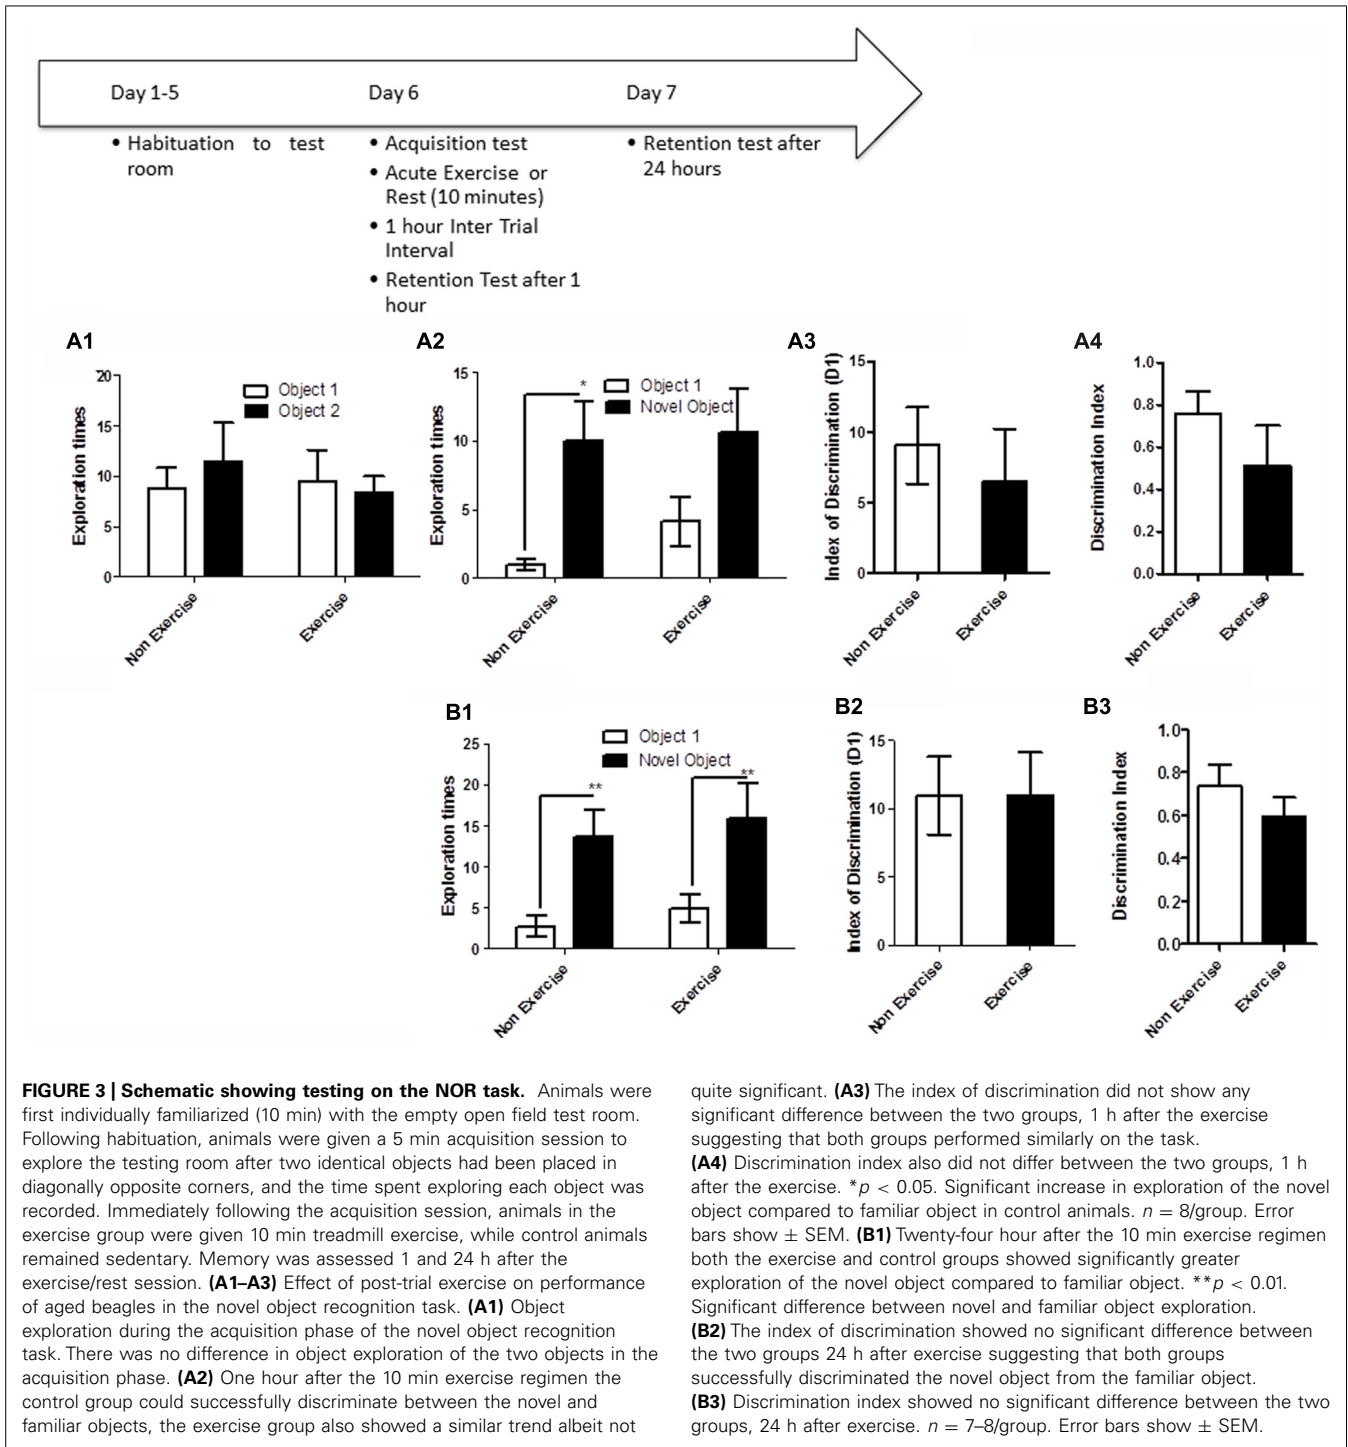 Day 1-5
Day 6
Day 7
• Habituation to test
room
• Acquisition test
• Acute Exercise or
Rest (10 minutes)
• 1 hour Inter Trial
Interval
• Retention Test after 1
hour
• Retention test after
24 hours
A1
Exploration times
20
15
10
5
0
Object 1
Object 2
Non Exercise
Exercise
A2
Exploration times
15
10
5
0
*
Object 1
Novel Object
Non Exercise
Exercise
A3
Index of Discrimination (D1)
15
10
5
0
Non Exercise
Exercise
A4
Discrimination Index
1.0
0.8
0.6
0.4
0.2
0.0
Non Exercise
Exercise
B1
Exploration times
25
20
15
10
5
0
Object 1
Novel Object
**
**
Non Exercise
Exercise
B2
Index of Discrimination (D1)
15
10
5
0
Non Exercise
Exercise
B3
Discrimination Index
1.0
0.8
0.6
0.4
0.2
0.0
Non Exercise
Exercise
FIGURE 3 | Schematic showing testing on the NOR task. Animals were
first individually familiarized (10 min) with the empty open field test room.
Following habituation, animals were given a 5 min acquisition session to
explore the testing room after two identical objects had been placed in
diagonally opposite corners, and the time spent exploring each object was
recorded. Immediately following the acquisition session, animals in the
exercise group were given 10 min treadmill exercise, while control animals
remained sedentary. Memory was assessed 1 and 24 h after the
exercise/rest session. (A1–A3) Effect of post-trial exercise on performance
of aged beagles in the novel object recognition task. (A1) Object
exploration during the acquisition phase of the novel object recognition
task. There was no difference in object exploration of the two objects in the
acquisition phase. (A2) One hour after the 10 min exercise regimen the
control group could successfully discriminate between the novel and
familiar objects, the exercise group also showed a similar trend albeit not
quite significant. (A3) The index of discrimination did not show any
significant difference between the two groups, 1 h after the exercise
suggesting that both groups performed similarly on the task.
(A4) Discrimination index also did not differ between the two groups, 1 h
after the exercise. *p < 0.05. Significant increase in exploration of the novel
object compared to familiar object in control animals. n = 8/group. Error
bars show ± SEM. (B1) Twenty-four hour after the 10 min exercise regimen
both the exercise and control groups showed significantly greater
exploration of the novel object compared to familiar object. **p < 0.01.
Significant difference between novel and familiar object exploration.
(B2) The index of discrimination showed no significant difference between
the two groups 24 h after exercise suggesting that both groups
successfully discriminated the novel object from the familiar object.
(B3) Discrimination index showed no significant difference between the two
groups, 24 h after exercise. n = 7–8/group. Error bars show ± SEM.